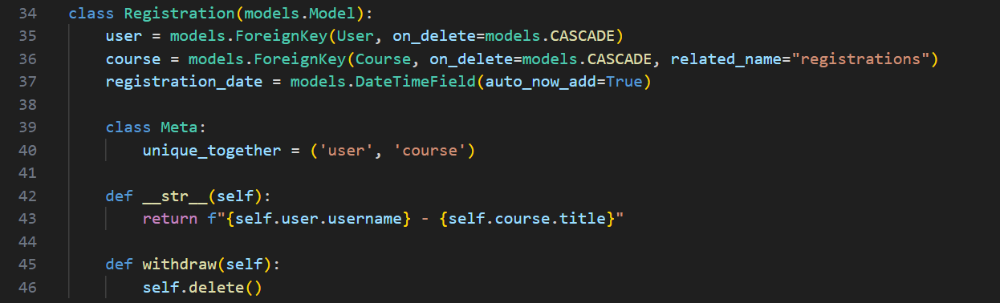 34 class Registration(models.Model):
35 user = models.ForeignKey(User, on_delete=models.CASCADE)
36 course = models.ForeignKey(Course, on_delete=models.CASCADE, related_name="registrations")
37 registration_date = models.DateTimeField(auto_now_add=True)
38
39 class Meta:
40 unique_together = ('user', 'course')
41
42 def __str__(self):
43 return f"{self.user.username} - {self.course.title}"
44
45 def withdraw(self):
46 self.delete()